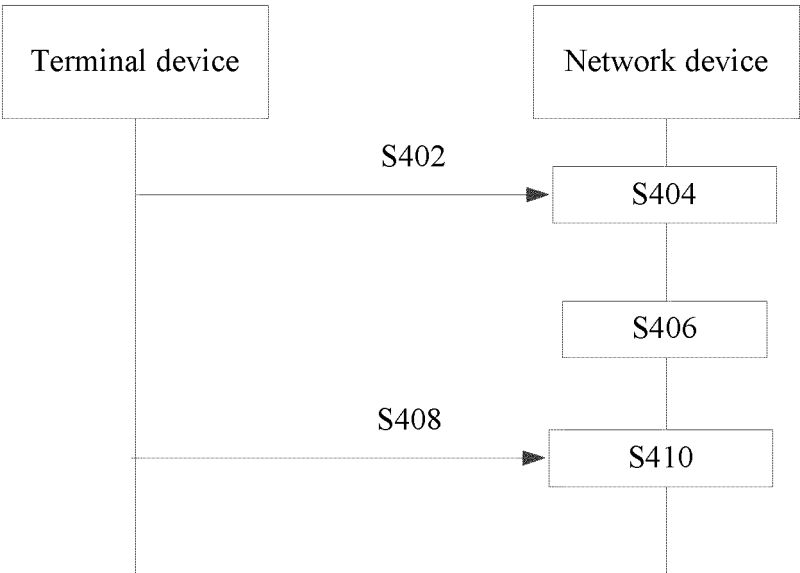 Terminal device
Network device
S402
S404
S406
S408
S410